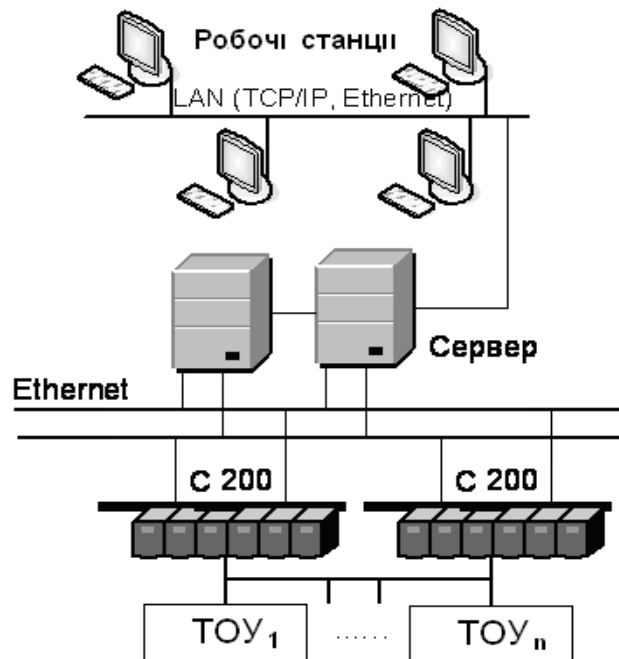 Робочі станції
LAN (TCP/IP, Ethernet)
Сервер
Ethernet
С 200 С 200
ТОУ1 ...... ТОУn